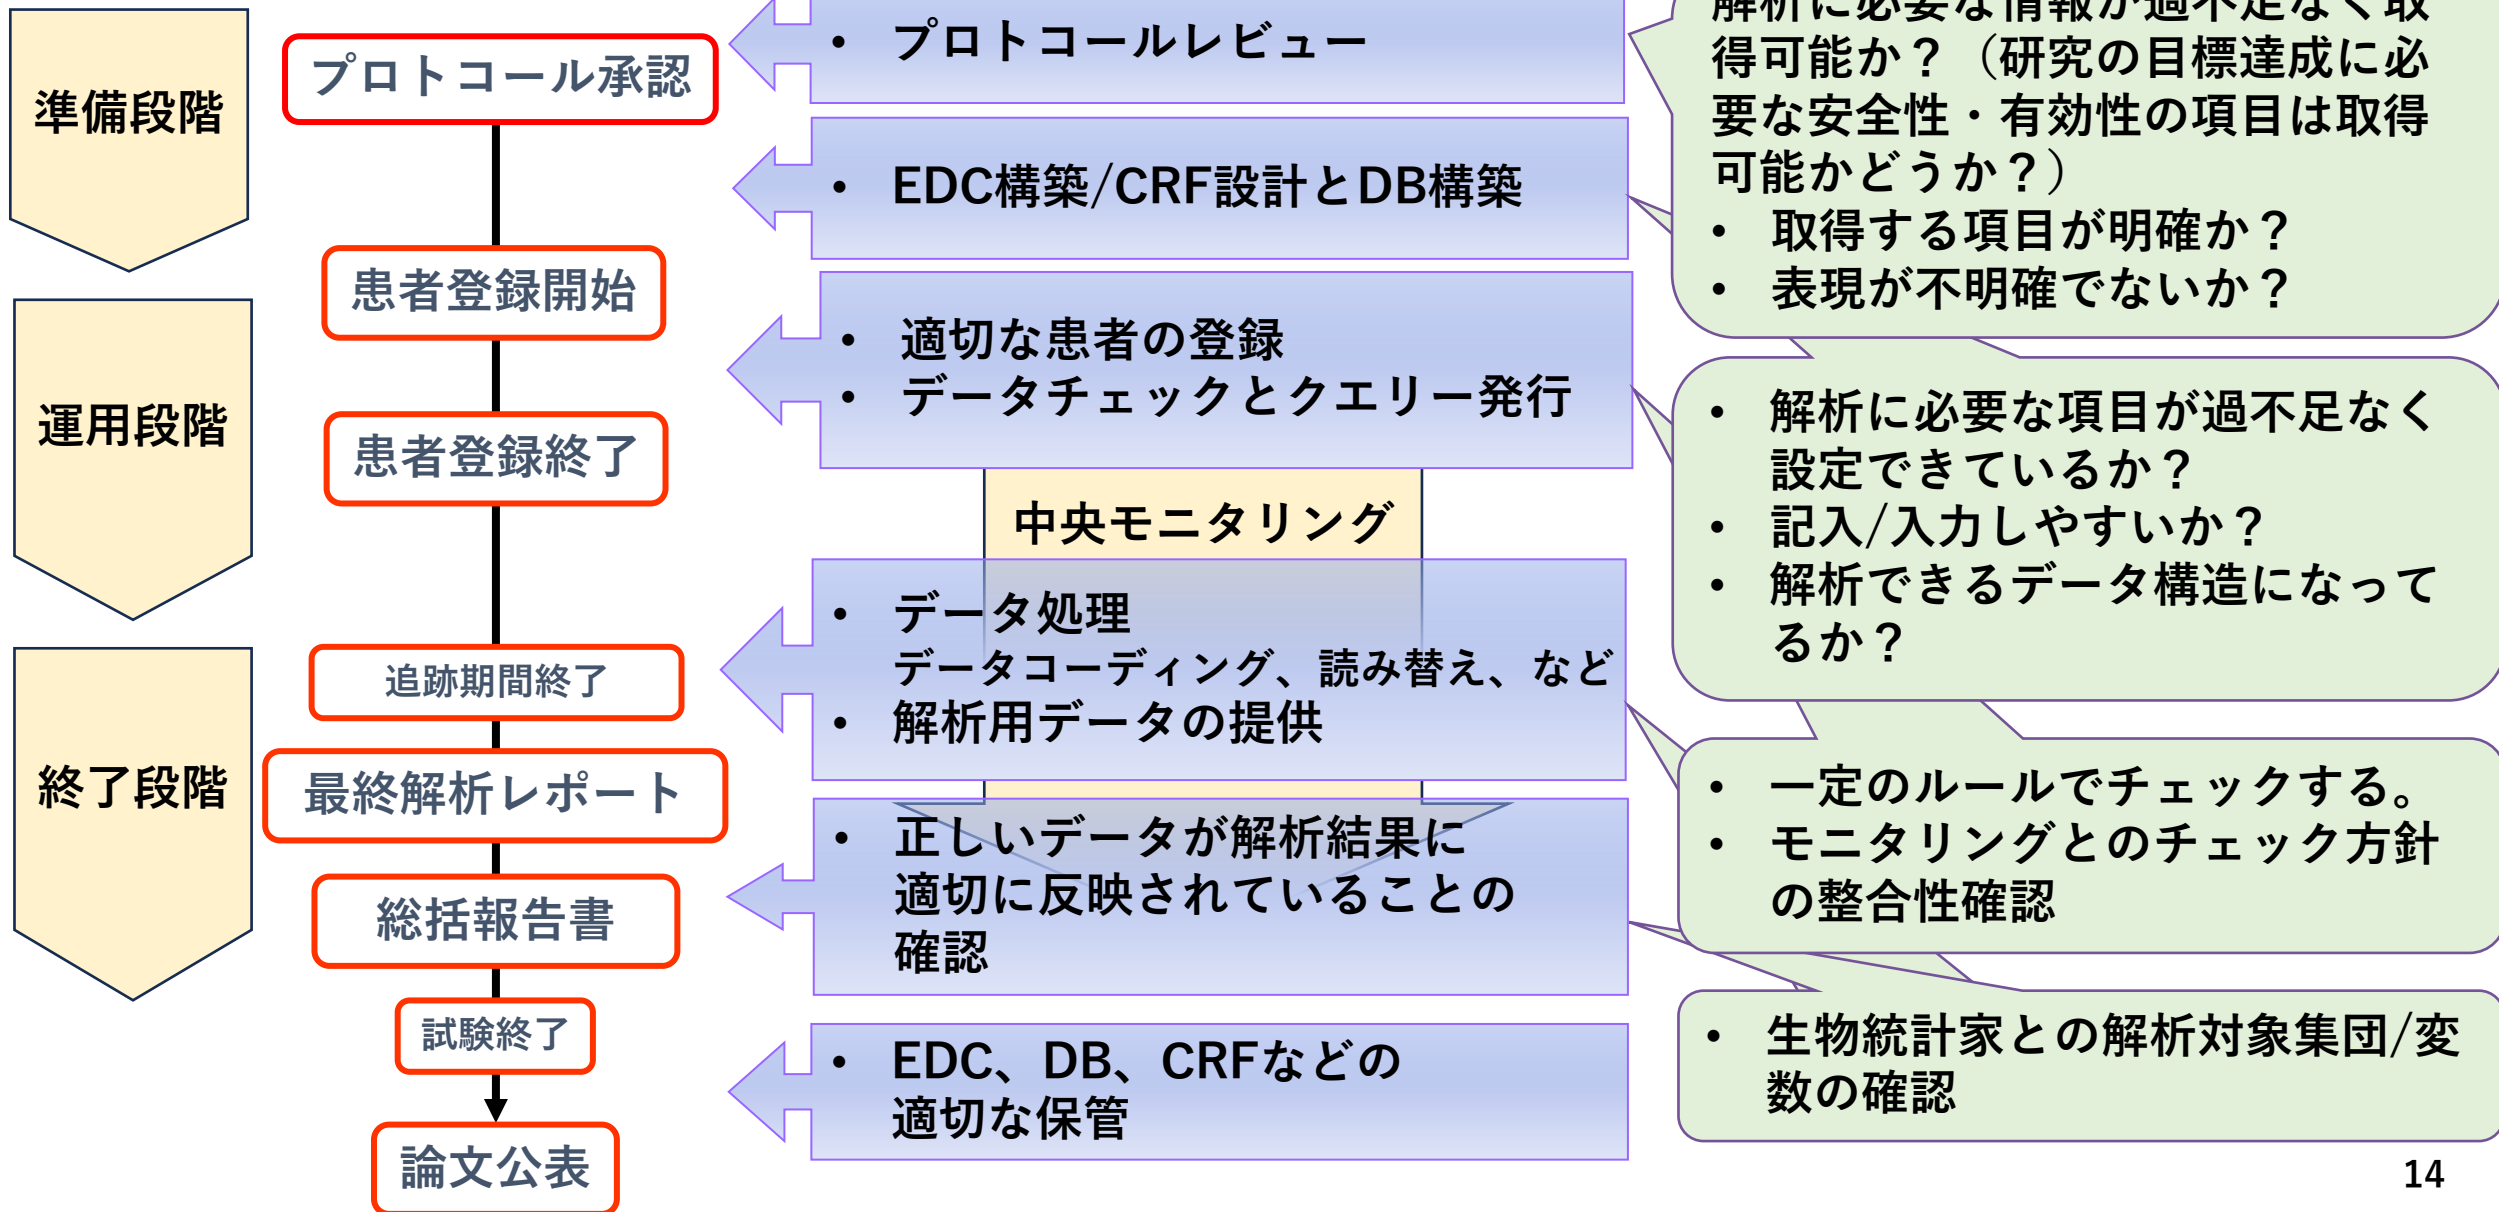 準備段階
運用段階
終了段階
プロトコール承認
患者登録開始
患者登録終了
追跡期間終了
最終解析レポート
総括報告書
試験終了
論文公表
• プロトコールレビュー
• EDC構築/CRF設計とDB構築
• 適切な患者の登録
• データチェックとクエリー発行
中央モニタリング
• データ処理
データコーディング、読み替え、など
• 解析用データの提供
• 正しいデータが解析結果に
適切に反映されていることの
確認
• EDC、DB、CRFなどの
適切な保管
解析に必要な情報が過不足なく取
得可能か？（研究の目標達成に必
要な安全性・有効性の項目は取得
可能かどうか？）
• 取得する項目が明確か？
• 表現が不明確でないか？
• 解析に必要な項目が過不足なく
設定できているか？
• 記入/入力しやすいか？
• 解析できるデータ構造になって
るか？
• 一定のルールでチェックする。
• モニタリングとのチェック方針
の整合性確認
• 生物統計家との解析対象集団/変
数の確認
14